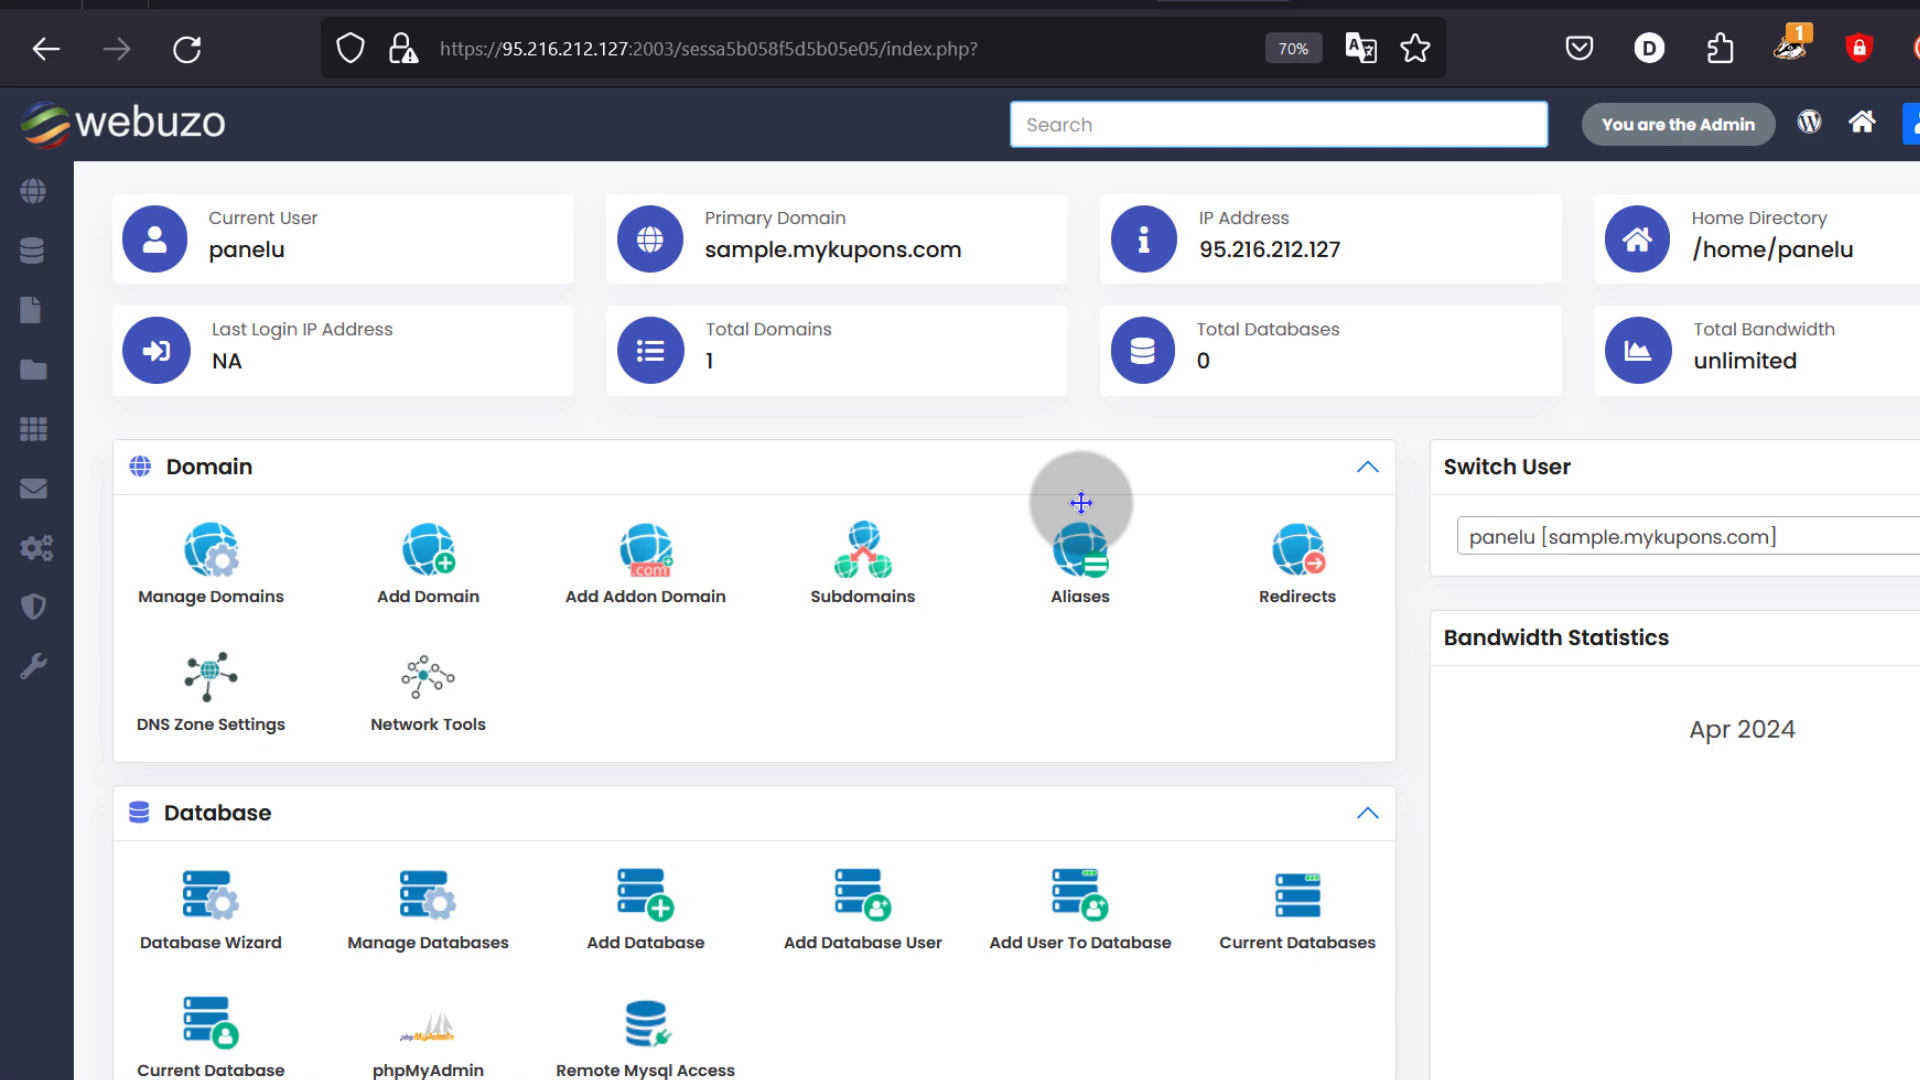 https://95.216.212.127:2003/sessa5b058f5d5b05e05/index.php?
70%
D
1
webuzo
Search
You are the Admin
Current User
panelu
Primary Domain
sample.mykupons.com
IP Address
95.216.212.127
Home Directory
/home/panelu
Last Login IP Address
NA
Total Domains
1
Total Databases
0
Total Bandwidth
unlimited
Domain
Manage Domains
Add Domain
.com
Add Addon Domain
Subdomains
Aliases
Redirects
DNS Zone Settings
Network Tools
Switch User
panelu [sample.mykupons.com]
Bandwidth Statistics
Apr 2024
Database
Database Wizard
Manage Databases
Add Database
Add Database User
Add User To Database
Current Databases
Current Database
phpMyAdmin
phpMyAdmin
Remote Mysql Access